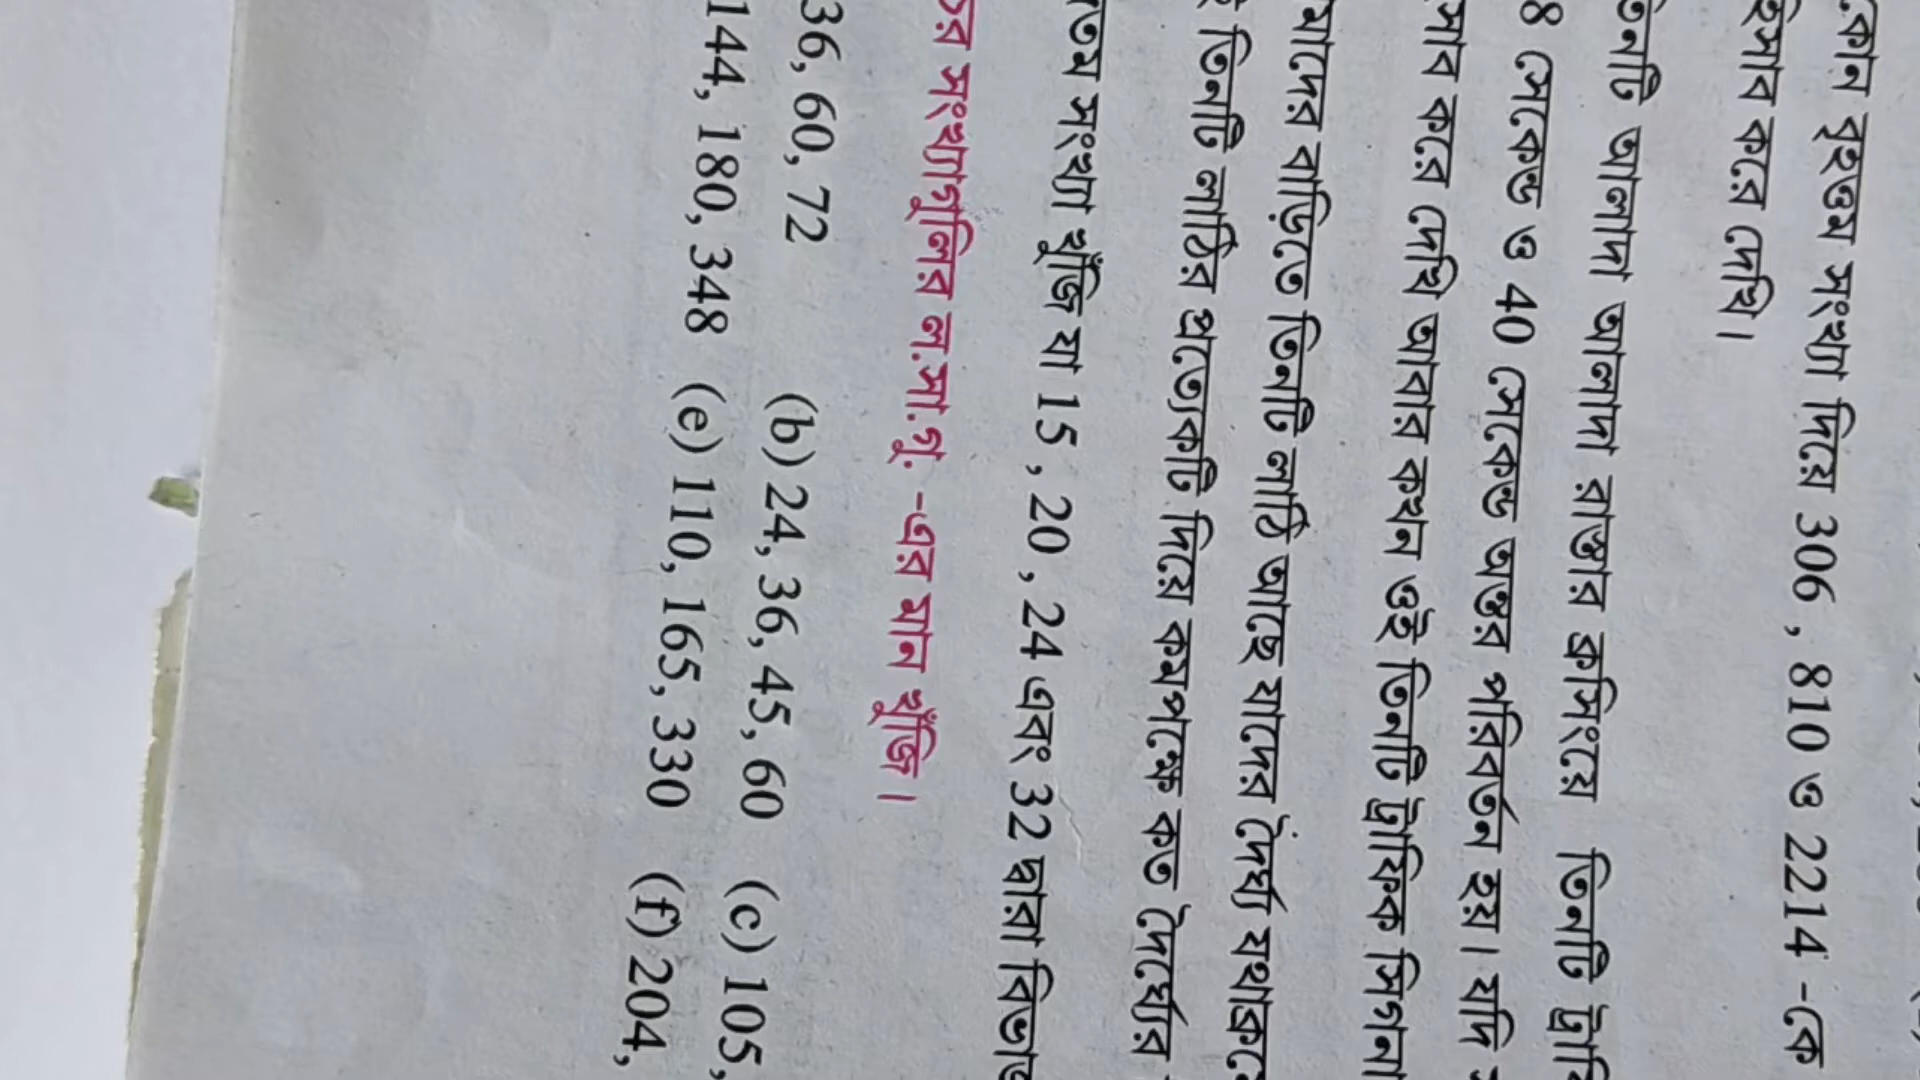 কোন বৃহত্তম সংখ্যা দিয়ে 306 , 810 ও 2214 -কে
হিসাব করে দেখি।
তিনটি আলাদা আলাদা রাস্তার ক্রসিংয়ে তিনটি
8 সেকেন্ড ও 40 সেকেন্ড অন্তর পরিবর্তন হয়। যদি
করে দেখি আবার কখন ওই তিনটি ট্রাফিক সিগনা
বাড়িতে তিনটি লাঠি আছে যাদের দৈর্ঘ্য যথাক্রমে
তিনটি লাঠির প্রত্যেকটি দিয়ে কমপক্ষে কত দৈর্ঘ্যের
সংখ্যা খুঁজি যা 15 , 20 , 24 এবং 32 দ্বারা বিভাজ
সংখ্যাগুলির ল.সা.গু. -এর মান খুঁজি।
36, 60, 72 (b) 24, 36, 45, 60 (c) 105,
144, 180, 348 (e) 110, 165, 330 (f) 204,